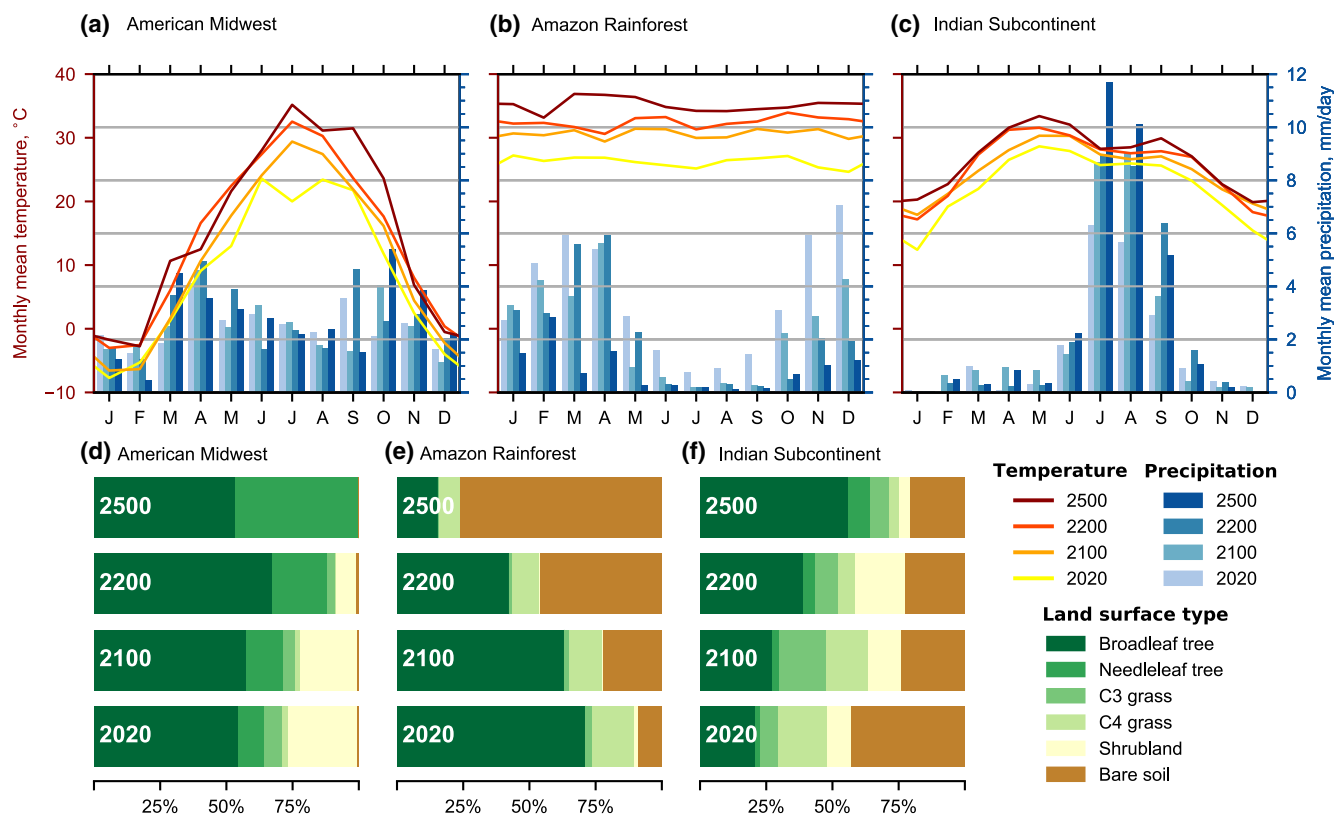 (a) American Midwest
(b) Amazon Rainforest
(c) Indian Subcontinent
Monthly mean temperature, °C
40
30
20
10
0
−10
J F M A M J J A S O N D
J F M A M J J A S O N D
J F M A M J J A S O N D
12
10
8
6
4
2
0
Monthly mean precipitation, mm/day
(d) American Midwest
2500
2200
2100
2020
25% 50% 75%
(e) Amazon Rainforest
2500
2200
2100
2020
25% 50% 75%
(f) Indian Subcontinent
2500
2200
2100
2020
25% 50% 75%
Temperature Precipitation
2500 2500
2200 2200
2100 2100
2020 2020
Land surface type
Broadleaf tree
Needleleaf tree
C3 grass
C4 grass
Shrubland
Bare soil